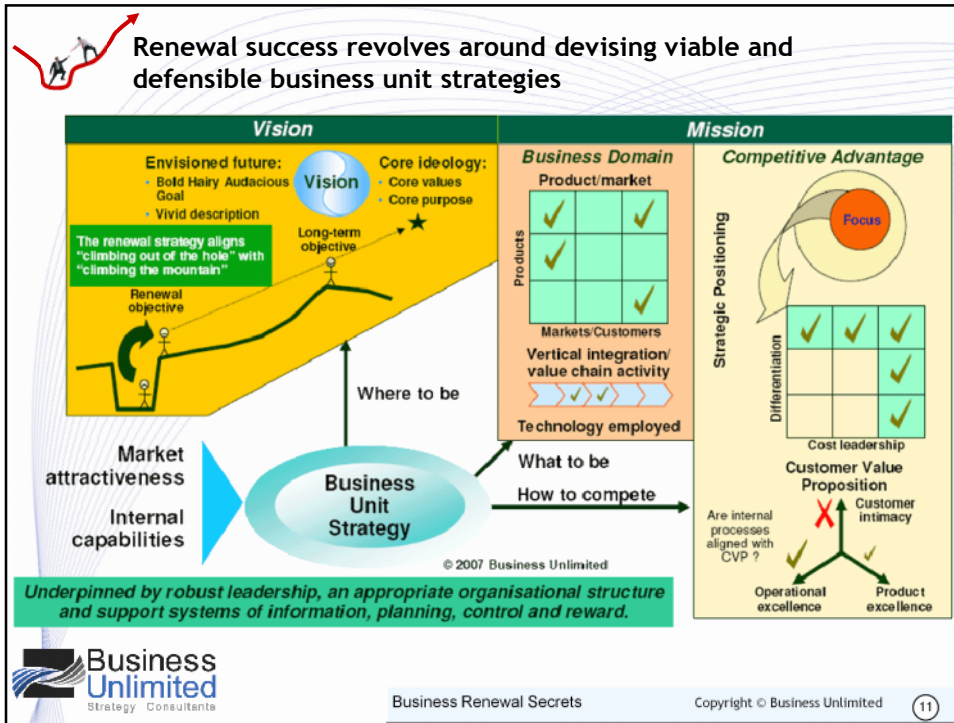 Renewal success revolves around devising viable and
defensible business unit strategies
Vision
Envisioned future:
• Bold Hairy Audacious
Goal
• Vivid description
Vision
Core ideology:
• Core values
• Core purpose
The renewal strategy aligns
"climbing out of the hole" with
"climbing the mountain"
Long-term
objective
Renewal
objective
Mission
Business Domain
Product/market
Products
Markets/Customers
Vertical integration/
value chain activity
Technology employed
Competitive Advantage
Strategic Positioning
Focus
Differentiation
Cost leadership
Customer Value
Proposition
Customer
intimacy
Are internal
processes
aligned with
CVP ?
Operational
excellence
Product
excellence
Where to be
What to be
How to compete
Market
attractiveness
Internal
capabilities
Business
Unit
Strategy
© 2007 Business Unlimited
Underpinned by robust leadership, an appropriate organisational structure
and support systems of information, planning, control and reward.
Business
Unlimited
Strategy Consultants
Business Renewal Secrets
Copyright © Business Unlimited
11